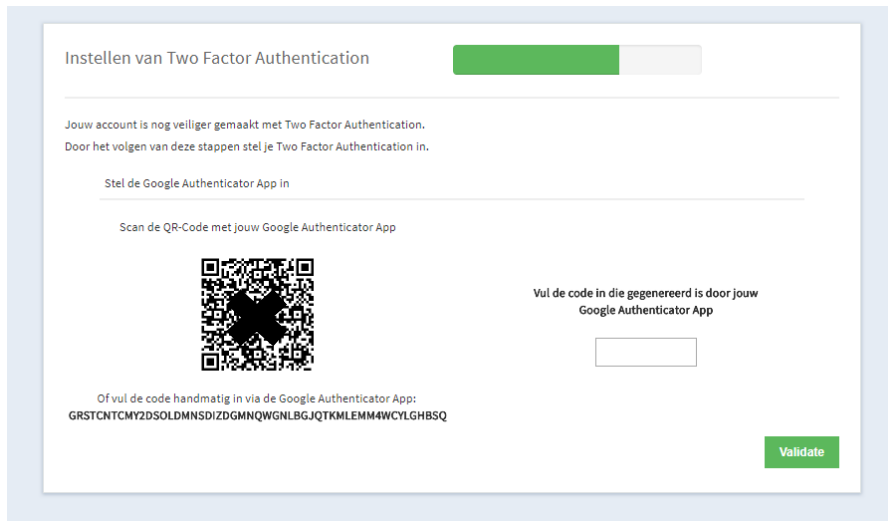 Instellen van Two Factor Authentication
Jouw account is nog veiliger gemaakt met Two Factor Authentication.
Door het volgen van deze stappen stel je Two Factor Authentication in.
Stel de Google Authenticator App in
Scan de QR-Code met jouw Google Authenticator App
Vul de code in die gegenereerd is door jouw
Google Authenticator App
Of vul de code handmatig in via de Google Authenticator App:
GRSTCNTCMY2DSOLDMNSDIZDGMNQWGNLBGJQTKMLEMM4WCYLGHBSQ
Validate